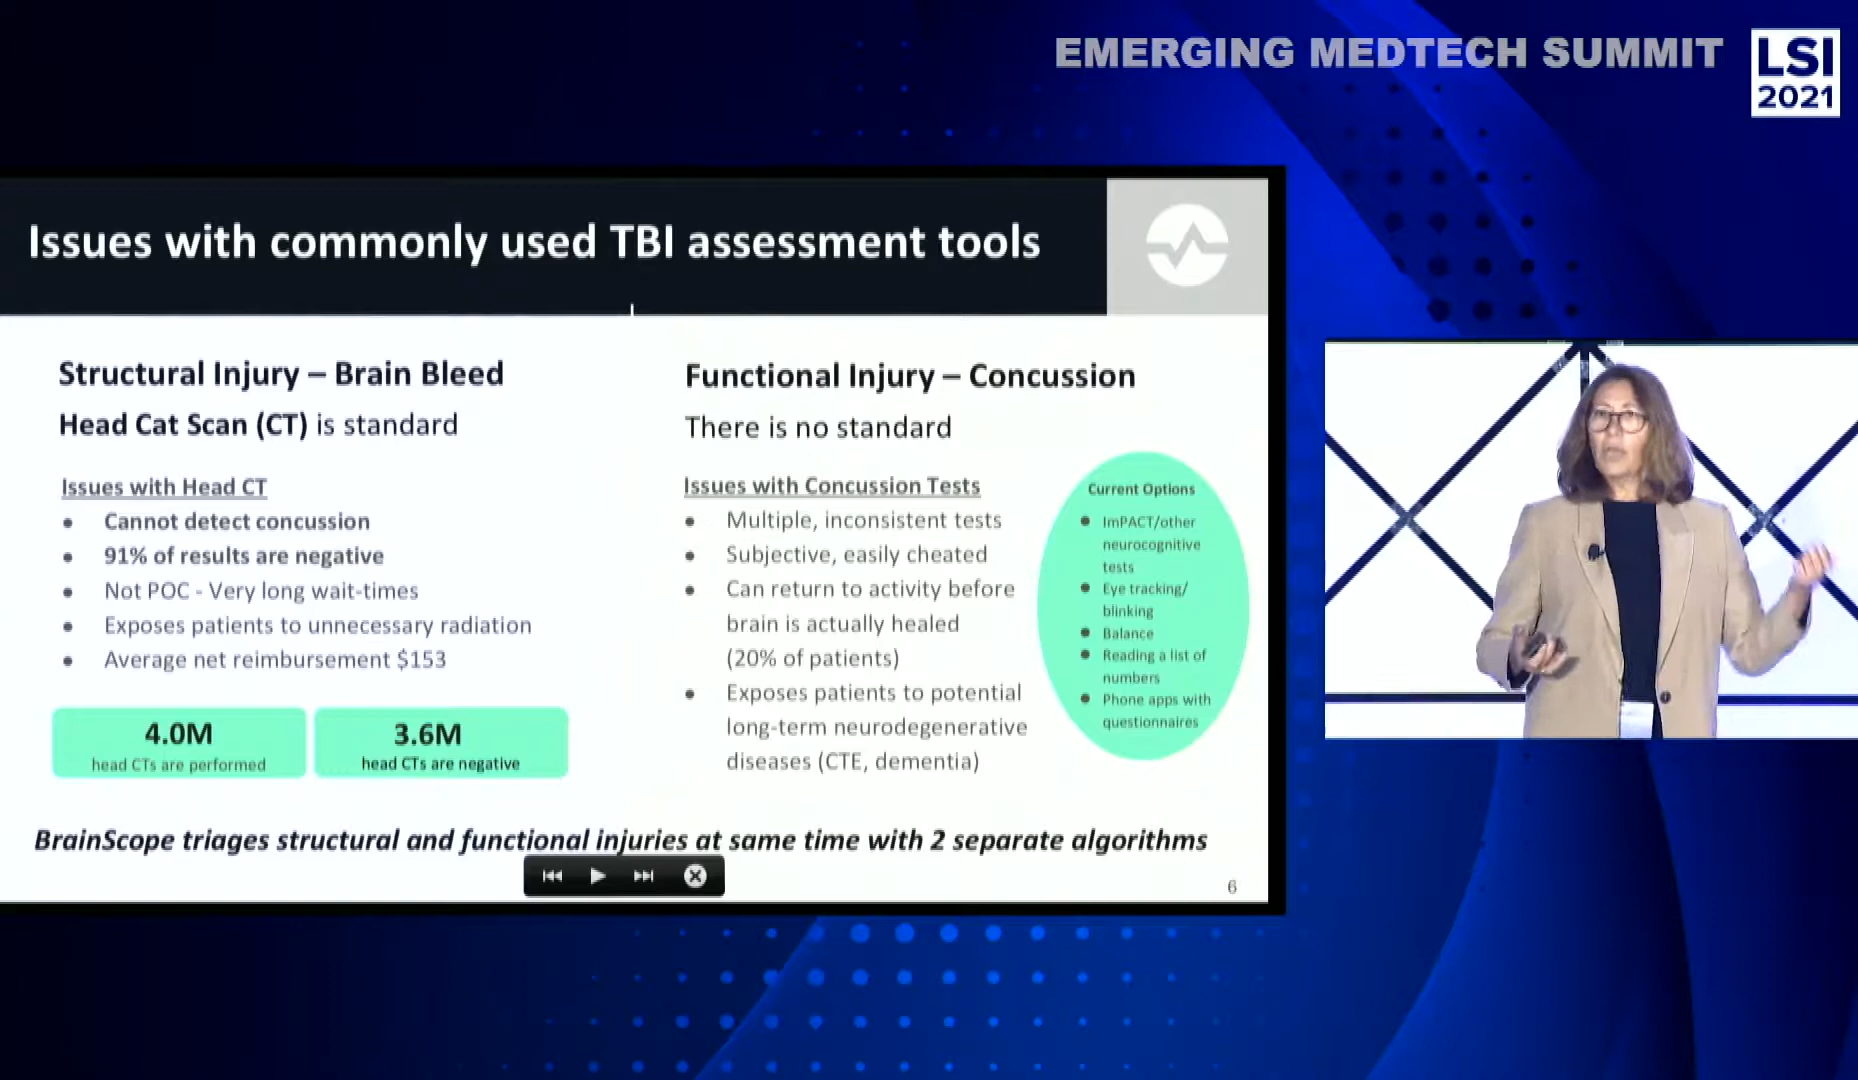 EMERGING MEDTECH SUMMIT
LSI
2021
Issues with commonly used TBI assessment tools
Structural Injury – Brain Bleed
Head Cat Scan (CT) is standard
Issues with Head CT
• Cannot detect concussion
• 91% of results are negative
• Not POC - Very long wait-times
• Exposes patients to unnecessary radiation
• Average net reimbursement $153
4.0M
head CTs are performed
3.6M
head CTs are negative
Functional Injury – Concussion
There is no standard
Issues with Concussion Tests
• Multiple, inconsistent tests
• Subjective, easily cheated
• Can return to activity before
brain is actually healed
(20% of patients)
• Exposes patients to potential
long-term neurodegenerative
diseases (CTE, dementia)
Current Options
• ImPACT/other
neurocognitive
tests
• Eye tracking/
blinking
• Balance
• Reading a list of
numbers
• Phone apps with
questionnaires
BrainScope triages structural and functional injuries at same time with 2 separate algorithms
6